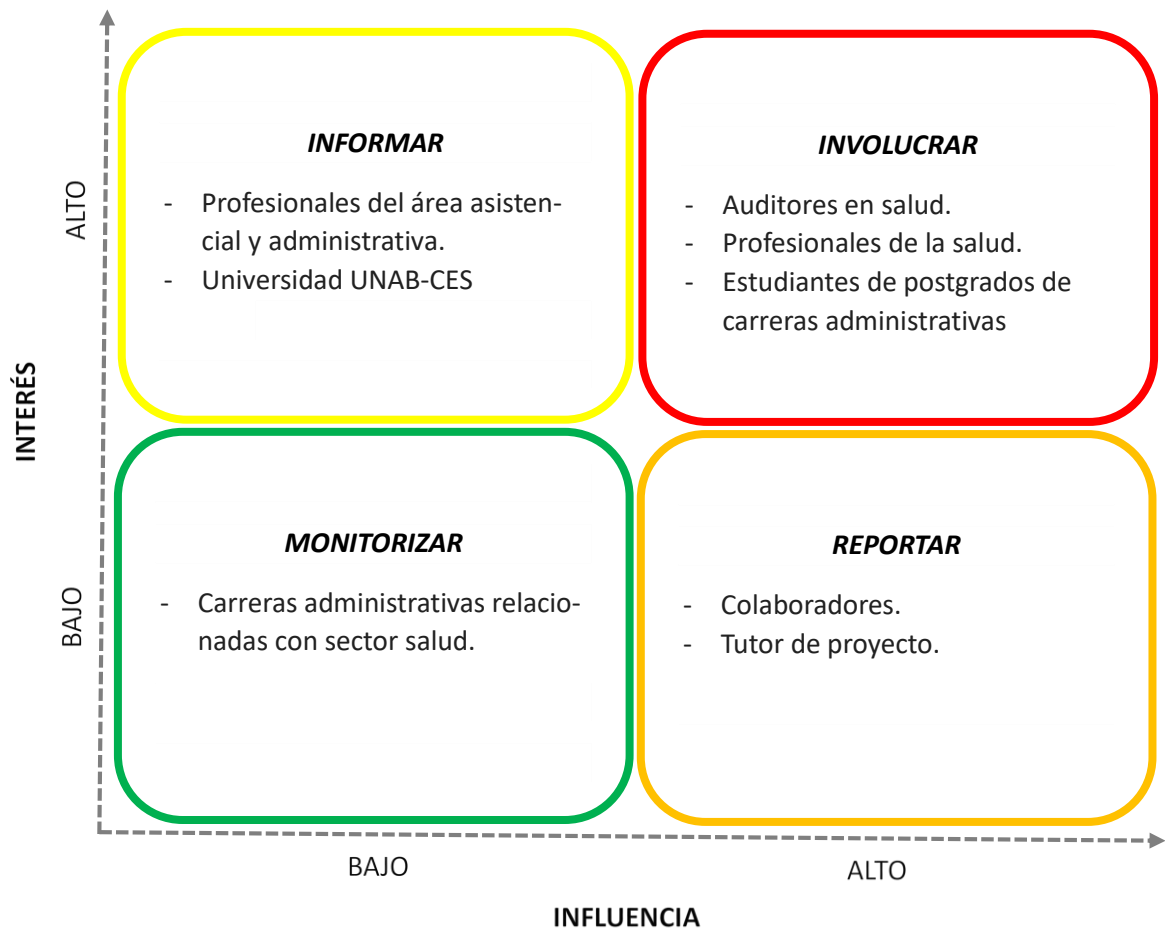 INTERÉS
ALTO
INFORMAR
- Profesionales del área asisten-
cial y administrativa.
- Universidad UNAB-CES
INVOLUCRAR
- Auditores en salud.
- Profesionales de la salud.
- Estudiantes de postgrados de
carreras administrativas
BAJO
MONITORIZAR
- Carreras administrativas relacio-
nadas con sector salud.
REPORTAR
- Colaboradores.
- Tutor de proyecto.
BAJO
ALTO
INFLUENCIA